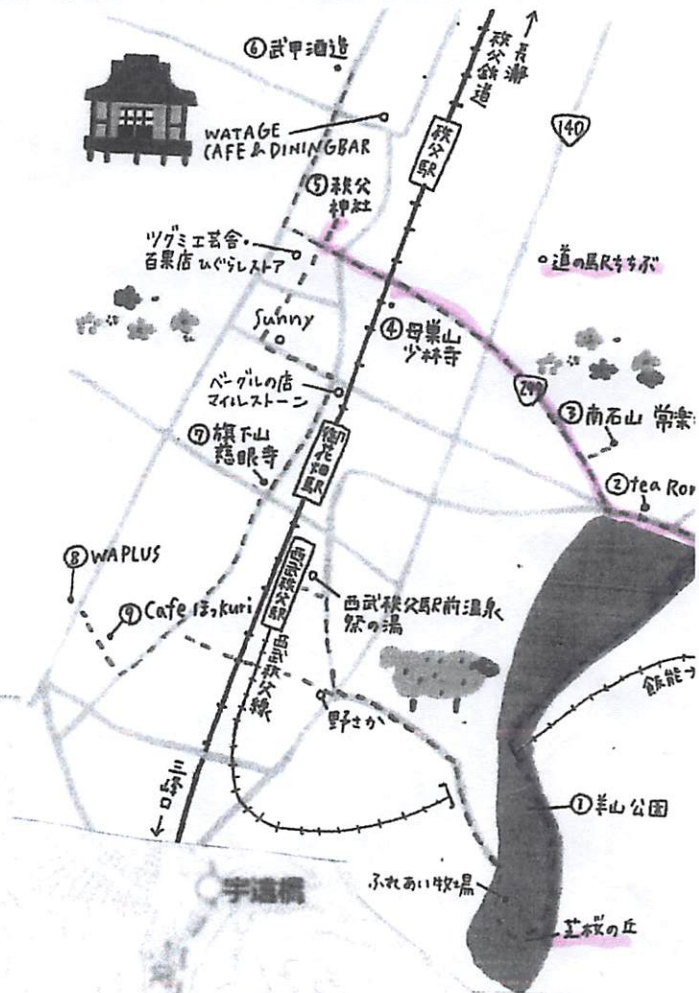 ⑥武甲酒造
長瀞
秩父鉄道
WATAGE
CAFE & DININGBAR
秩父駅
140
⑤秩父
神社
ツグミ工芸舎・
百果店 ひぐらしストア
道の駅ちちぶ
Sunny
④母巣山
少林寺
ベーグルの店
マイルストーン
299
③南石山 常楽
⑦旗下山
慈眼寺
御花畑駅
②tea
⑧WAPLUS
西武秩父駅
⑨Cafe ほっkuri
西武秩父駅前温泉
祭の湯
西武秩父線
飯能→
野さか
三峰口
①羊山公園
ふれあい牧場
芝桜の丘